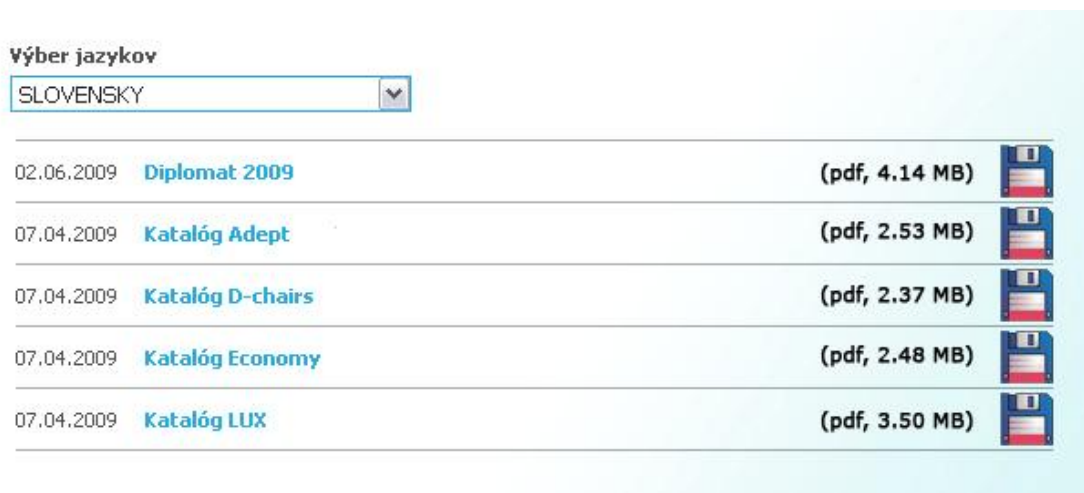 Výber jazykov
SLOVENSKY
02.06.2009 Diplomat 2009 (pdf, 4.14 MB)
07.04.2009 Katalóg Adept (pdf, 2.53 MB)
07.04.2009 Katalóg D-chairs (pdf, 2.37 MB)
07.04.2009 Katalóg Economy (pdf, 2.48 MB)
07.04.2009 Katalóg LUX (pdf, 3.50 MB)